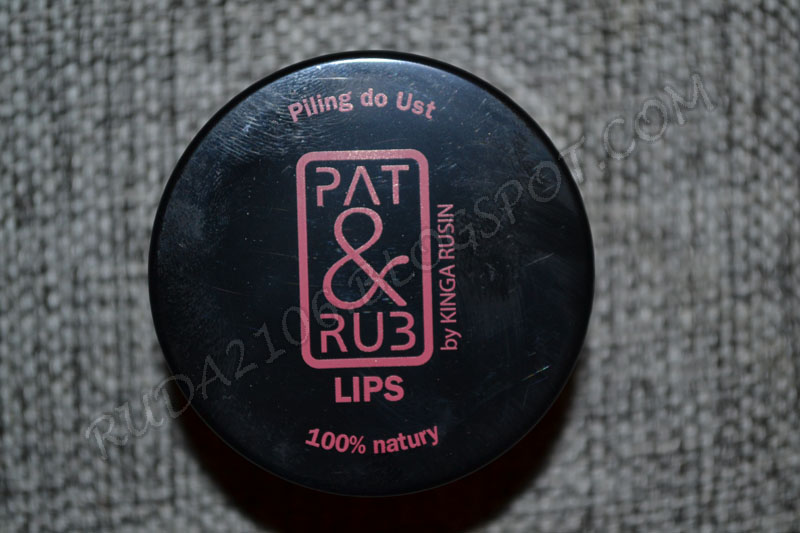 Piling do Ust
PAT
&
RUB
by KINGA RUSIN
LIPS
100% natury
RUDA2106.BLOGSPOT.COM